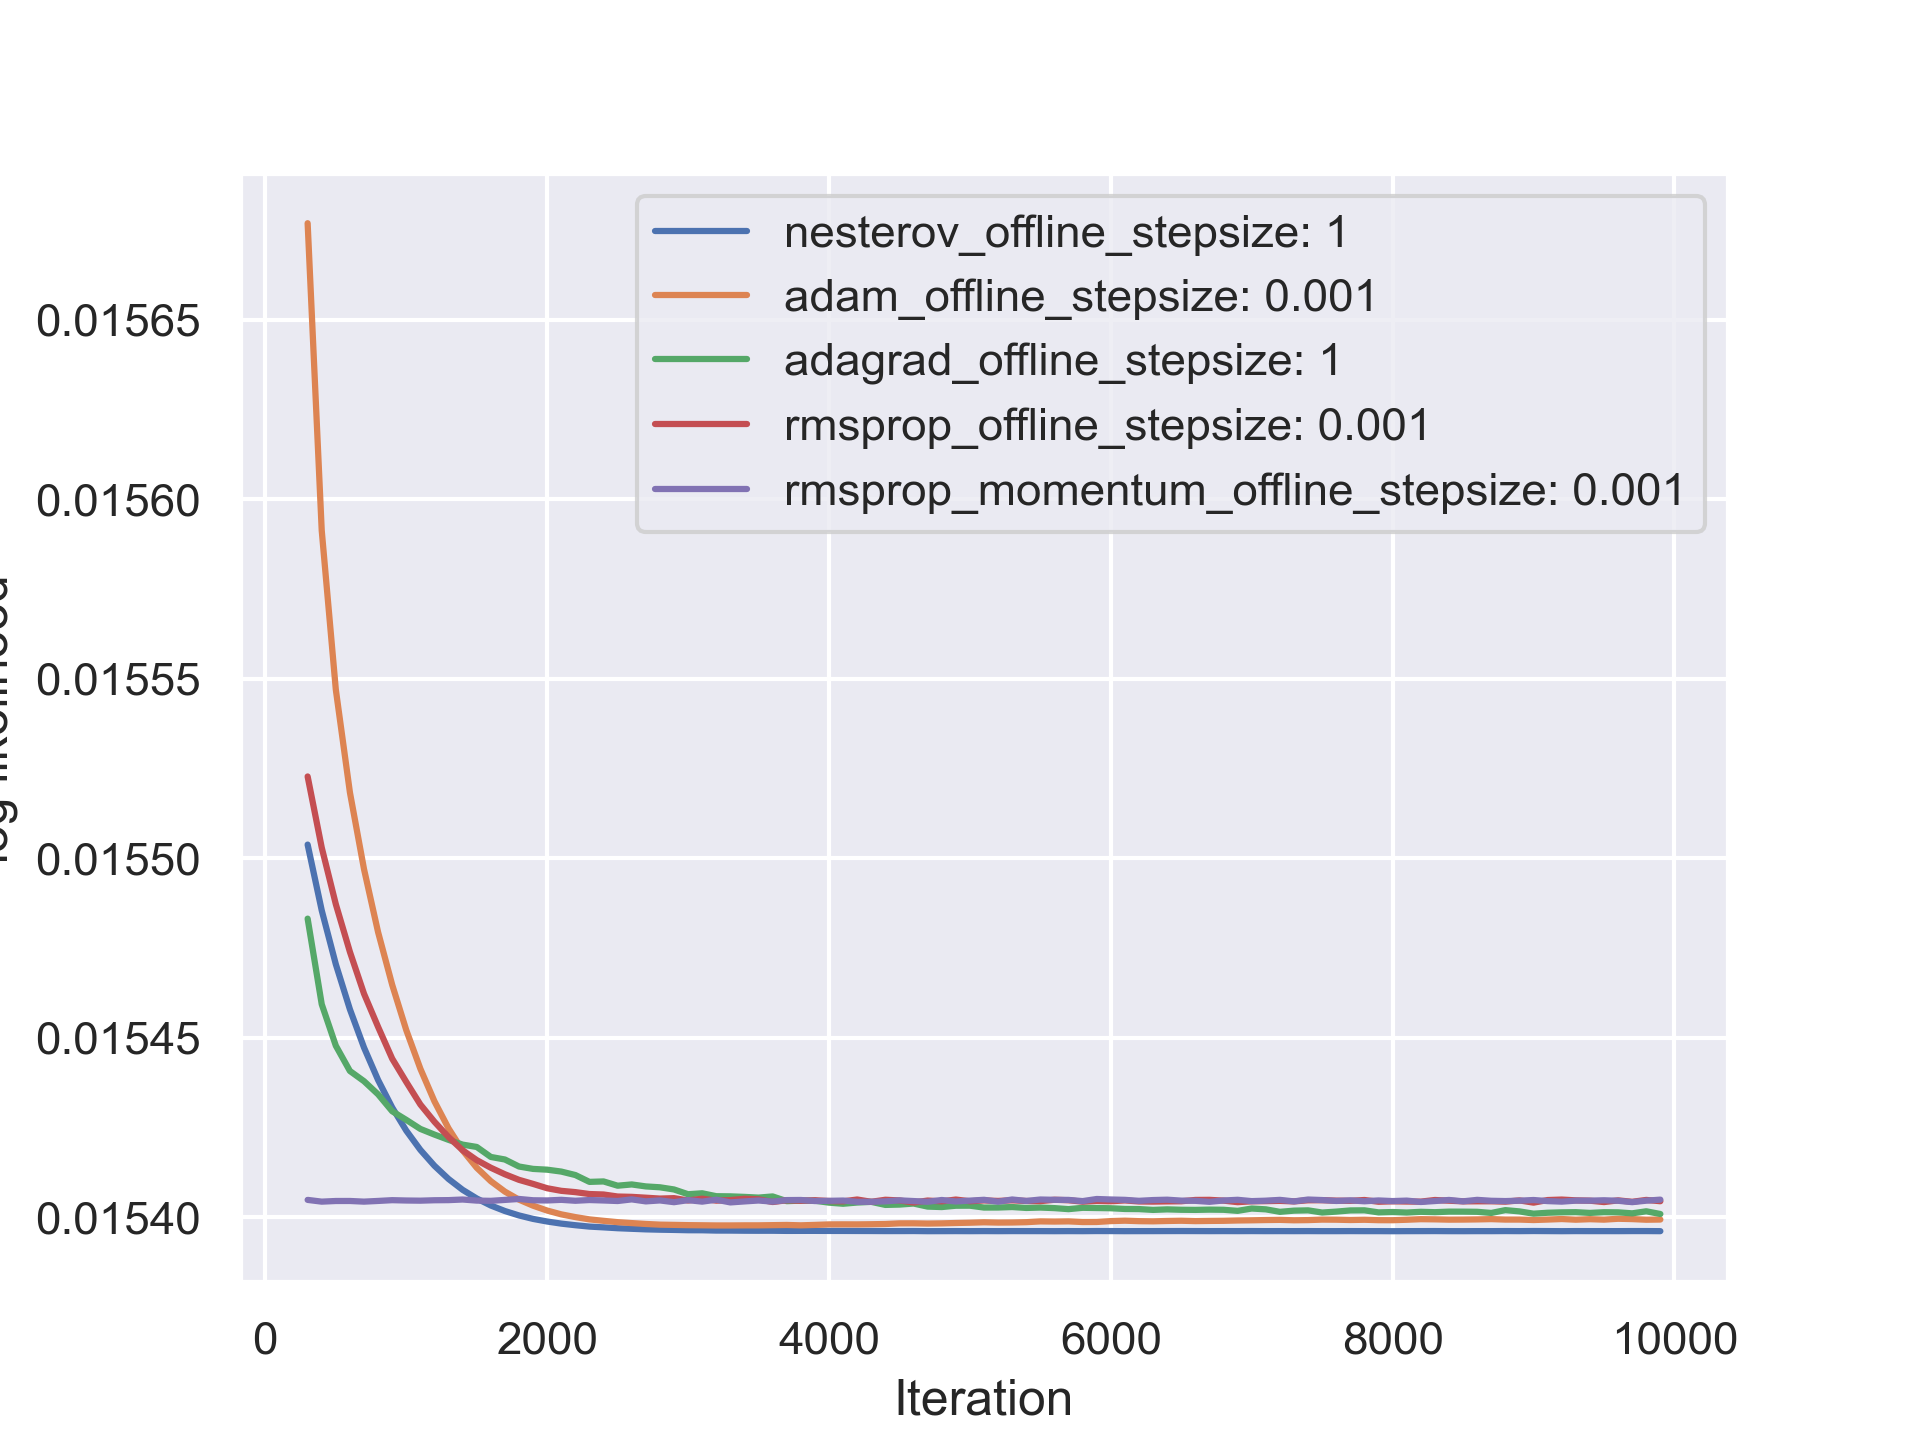 nesterov_offline_stepsize: 1
adam_offline_stepsize: 0.001
adagrad_offline_stepsize: 1
rmsprop_offline_stepsize: 0.001
rmsprop_momentum_offline_stepsize: 0.001
0.01565
0.01560
0.01555
0.01550
0.01545
0.01540
0
2000
4000
6000
8000
10000
Iteration